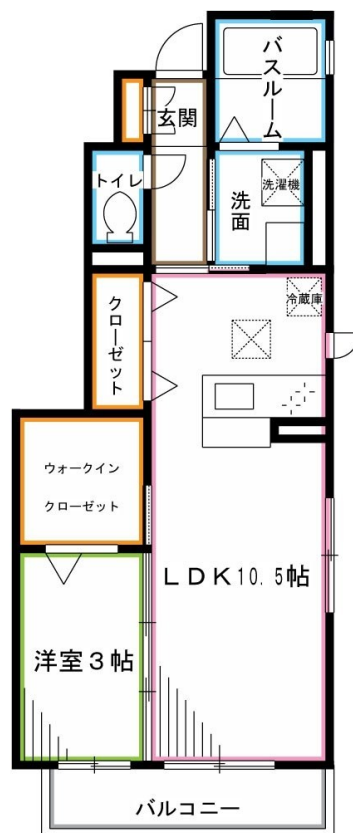 バスルーム
玄関
トイレ
洗濯機
洗面
冷蔵庫
クローゼット
ウォークイン
クローゼット
LDK10.5帖
洋室3帖
バルコニー